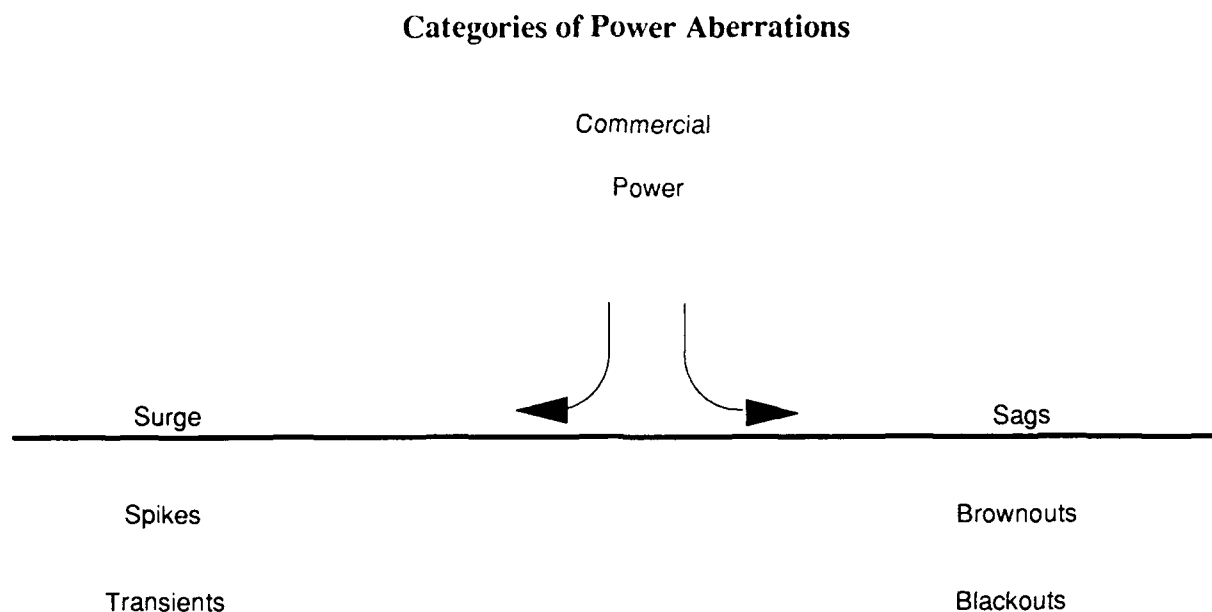 Categories of Power Aberrations
Commercial
Power
Surge
Sags
Spikes
Brownouts
Transients
Blackouts